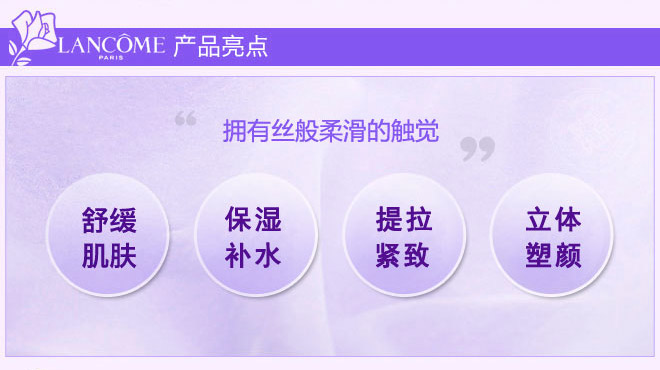 LANCÔME 产品亮点
PARIS
“拥有丝般柔滑的触觉”
舒缓
肌肤
保湿
补水
提拉
紧致
立体
塑颜